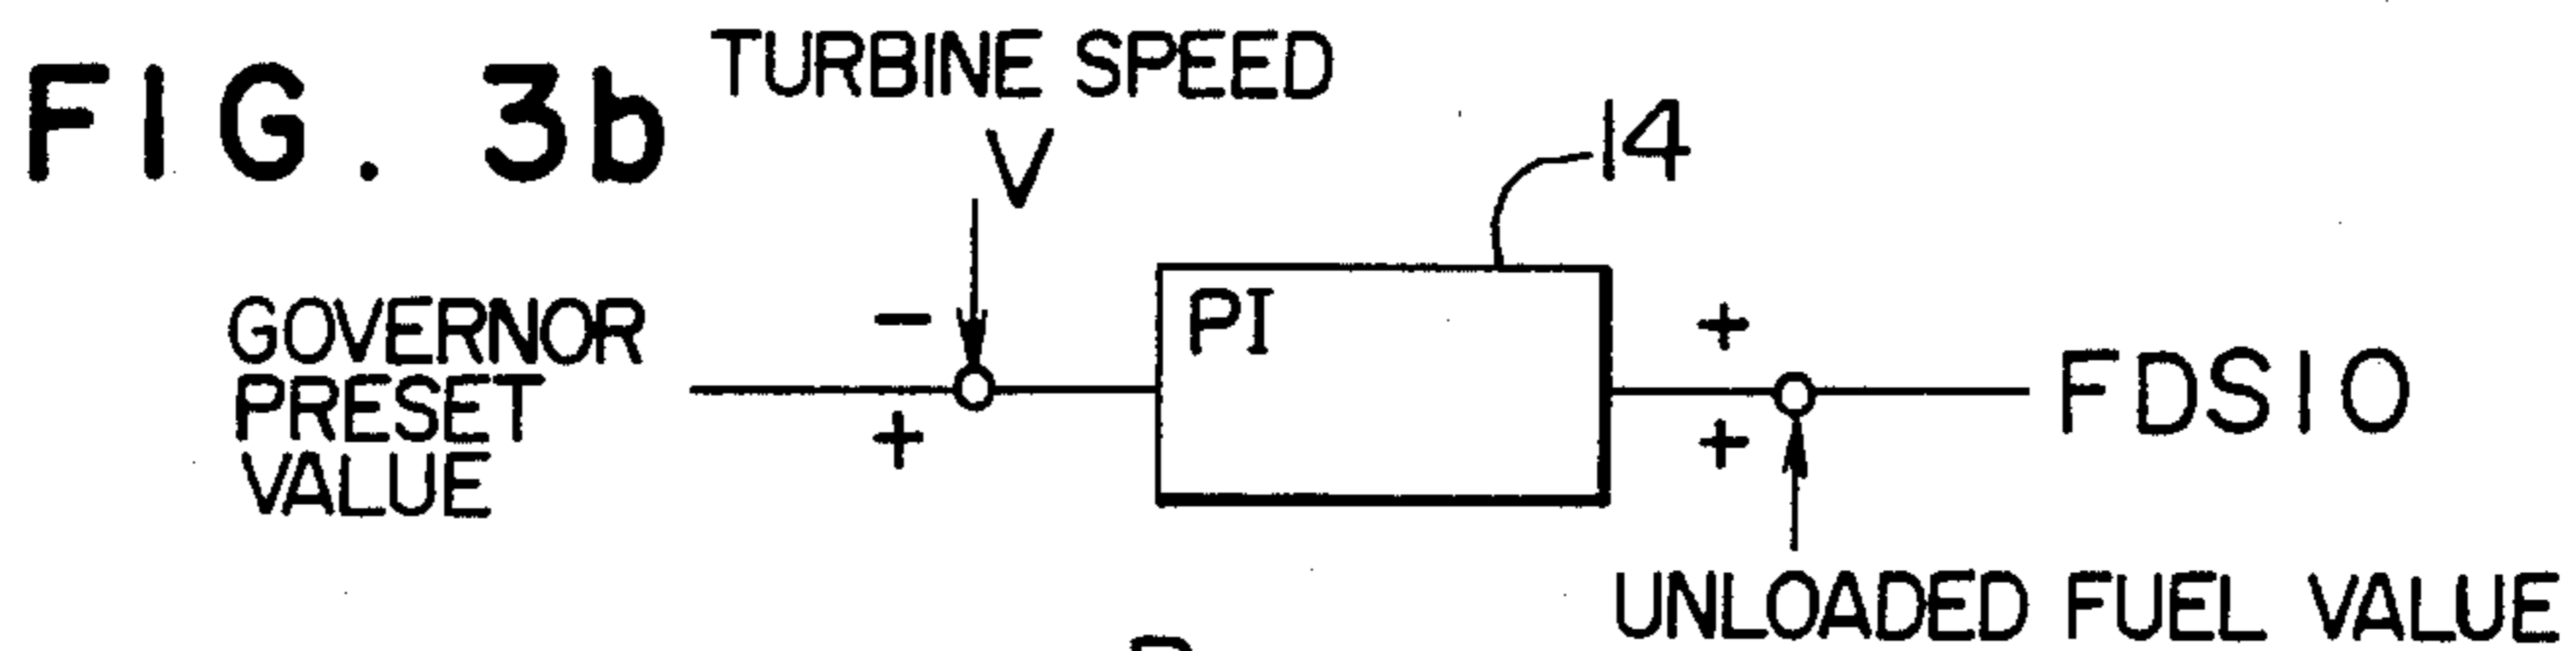 FIG. 3b
TURBINE SPEED
V
14
GOVERNOR
PRESET
VALUE
−
+
PI
+
+
FDS10
UNLOADED FUEL VALUE